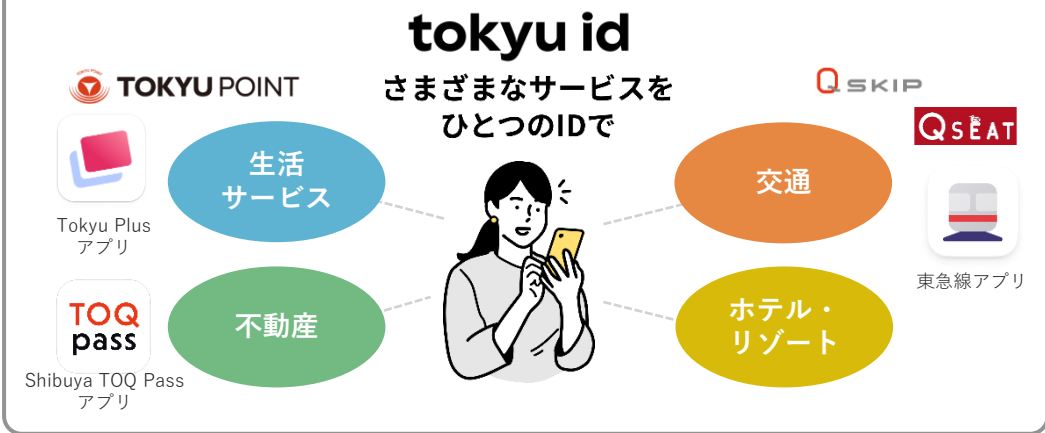 tokyu id
さまざまなサービスを
ひとつのIDで
TOKYU POINT
Tokyu Plus
アプリ
生活
サービス
TOQ
pass
Shibuya TOQ Pass
アプリ
不動産
Q SKIP
Q SEAT
交通
東急線アプリ
ホテル・
リゾート